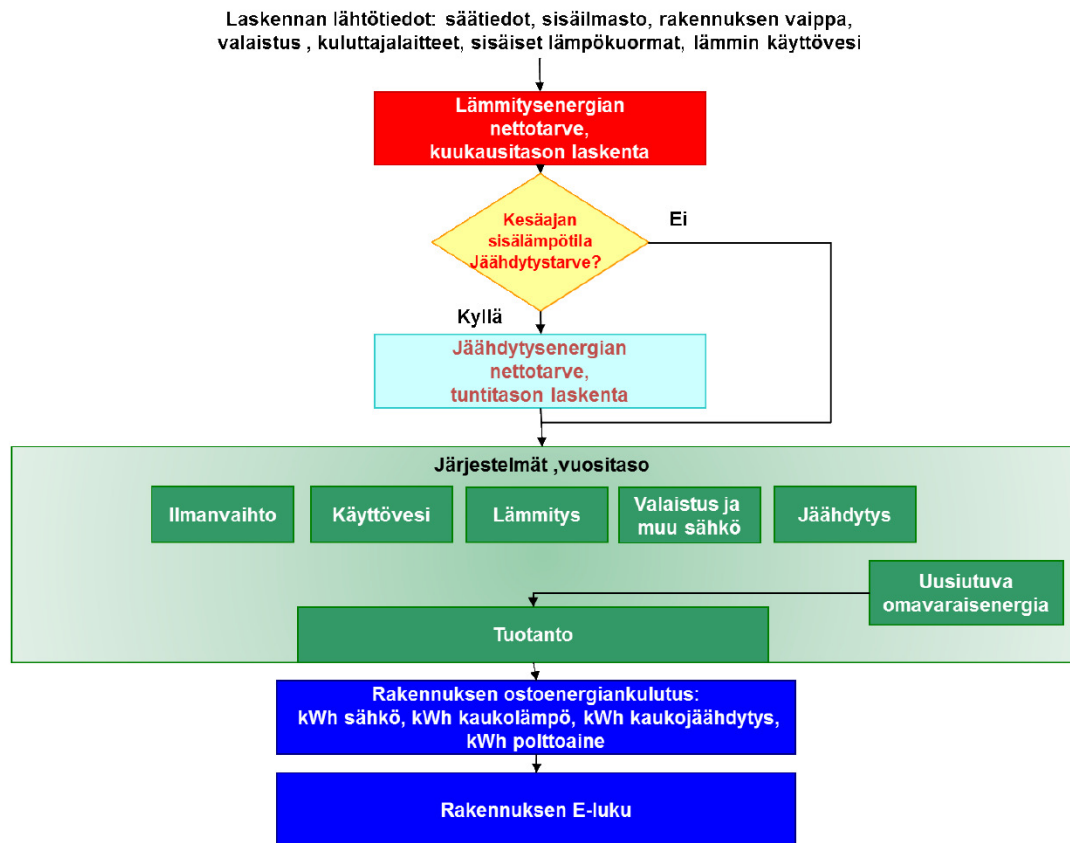 Laskennan lähtötiedot: säätiedot, sisäilmasto, rakennuksen vaippa,
valaistus , kuluttajalaitteet, sisäiset lämpökuormat, lämmin käyttövesi
Lämmitysenergian
nettotarve,
kuukausitason laskenta
Kesäajan
sisälämpötila
Jäähdytystarve?
Ei
Kyllä
Jäähdytysenergian
nettotarve,
tuntitason laskenta
Järjestelmät ,vuositaso
Ilmanvaihto
Käyttövesi
Lämmitys
Valaistus ja
muu sähkö
Jäähdytys
Uusiutuva
omavaraisenergia
Tuotanto
Rakennuksen ostoenergiankulutus:
kWh sähkö, kWh kaukolämpö, kWh kaukojäähdytys,
kWh polttoaine
Rakennuksen E-luku